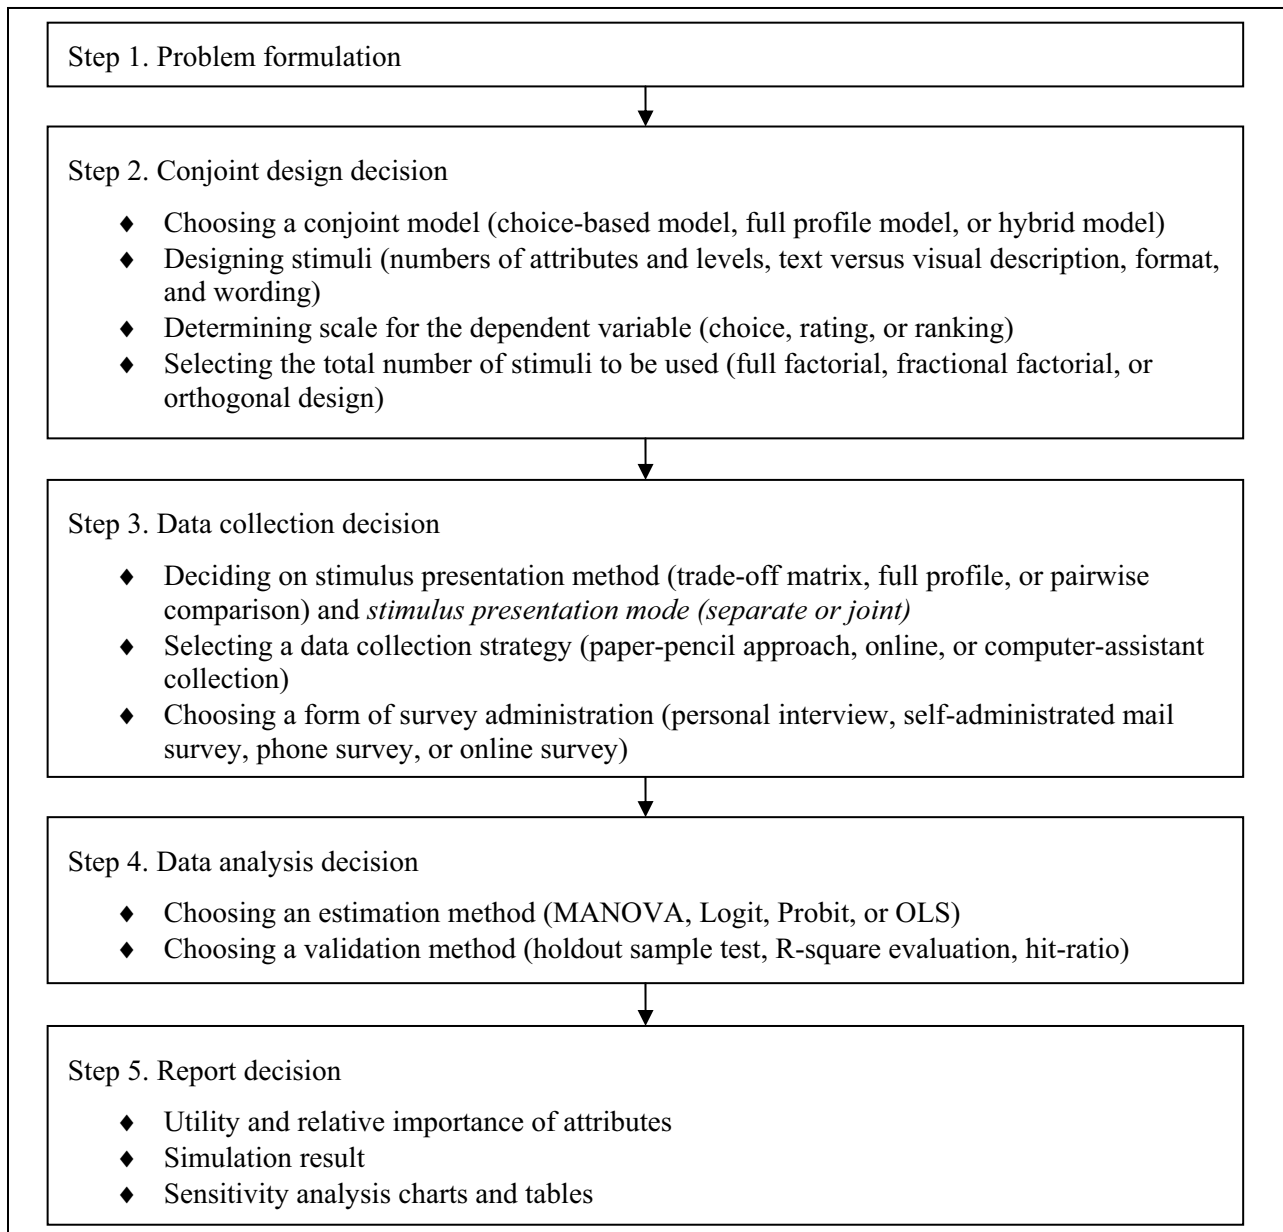 Step 1. Problem formulation
Step 2. Conjoint design decision
♦ Choosing a conjoint model (choice-based model, full profile model, or hybrid model)
♦ Designing stimuli (numbers of attributes and levels, text versus visual description, format,
and wording)
♦ Determining scale for the dependent variable (choice, rating, or ranking)
♦ Selecting the total number of stimuli to be used (full factorial, fractional factorial, or
orthogonal design)
Step 3. Data collection decision
♦ Deciding on stimulus presentation method (trade-off matrix, full profile, or pairwise
comparison) and stimulus presentation mode (separate or joint)
♦ Selecting a data collection strategy (paper-pencil approach, online, or computer-assistant
collection)
♦ Choosing a form of survey administration (personal interview, self-administrated mail
survey, phone survey, or online survey)
Step 4. Data analysis decision
♦ Choosing an estimation method (MANOVA, Logit, Probit, or OLS)
♦ Choosing a validation method (holdout sample test, R-square evaluation, hit-ratio)
Step 5. Report decision
♦ Utility and relative importance of attributes
♦ Simulation result
♦ Sensitivity analysis charts and tables